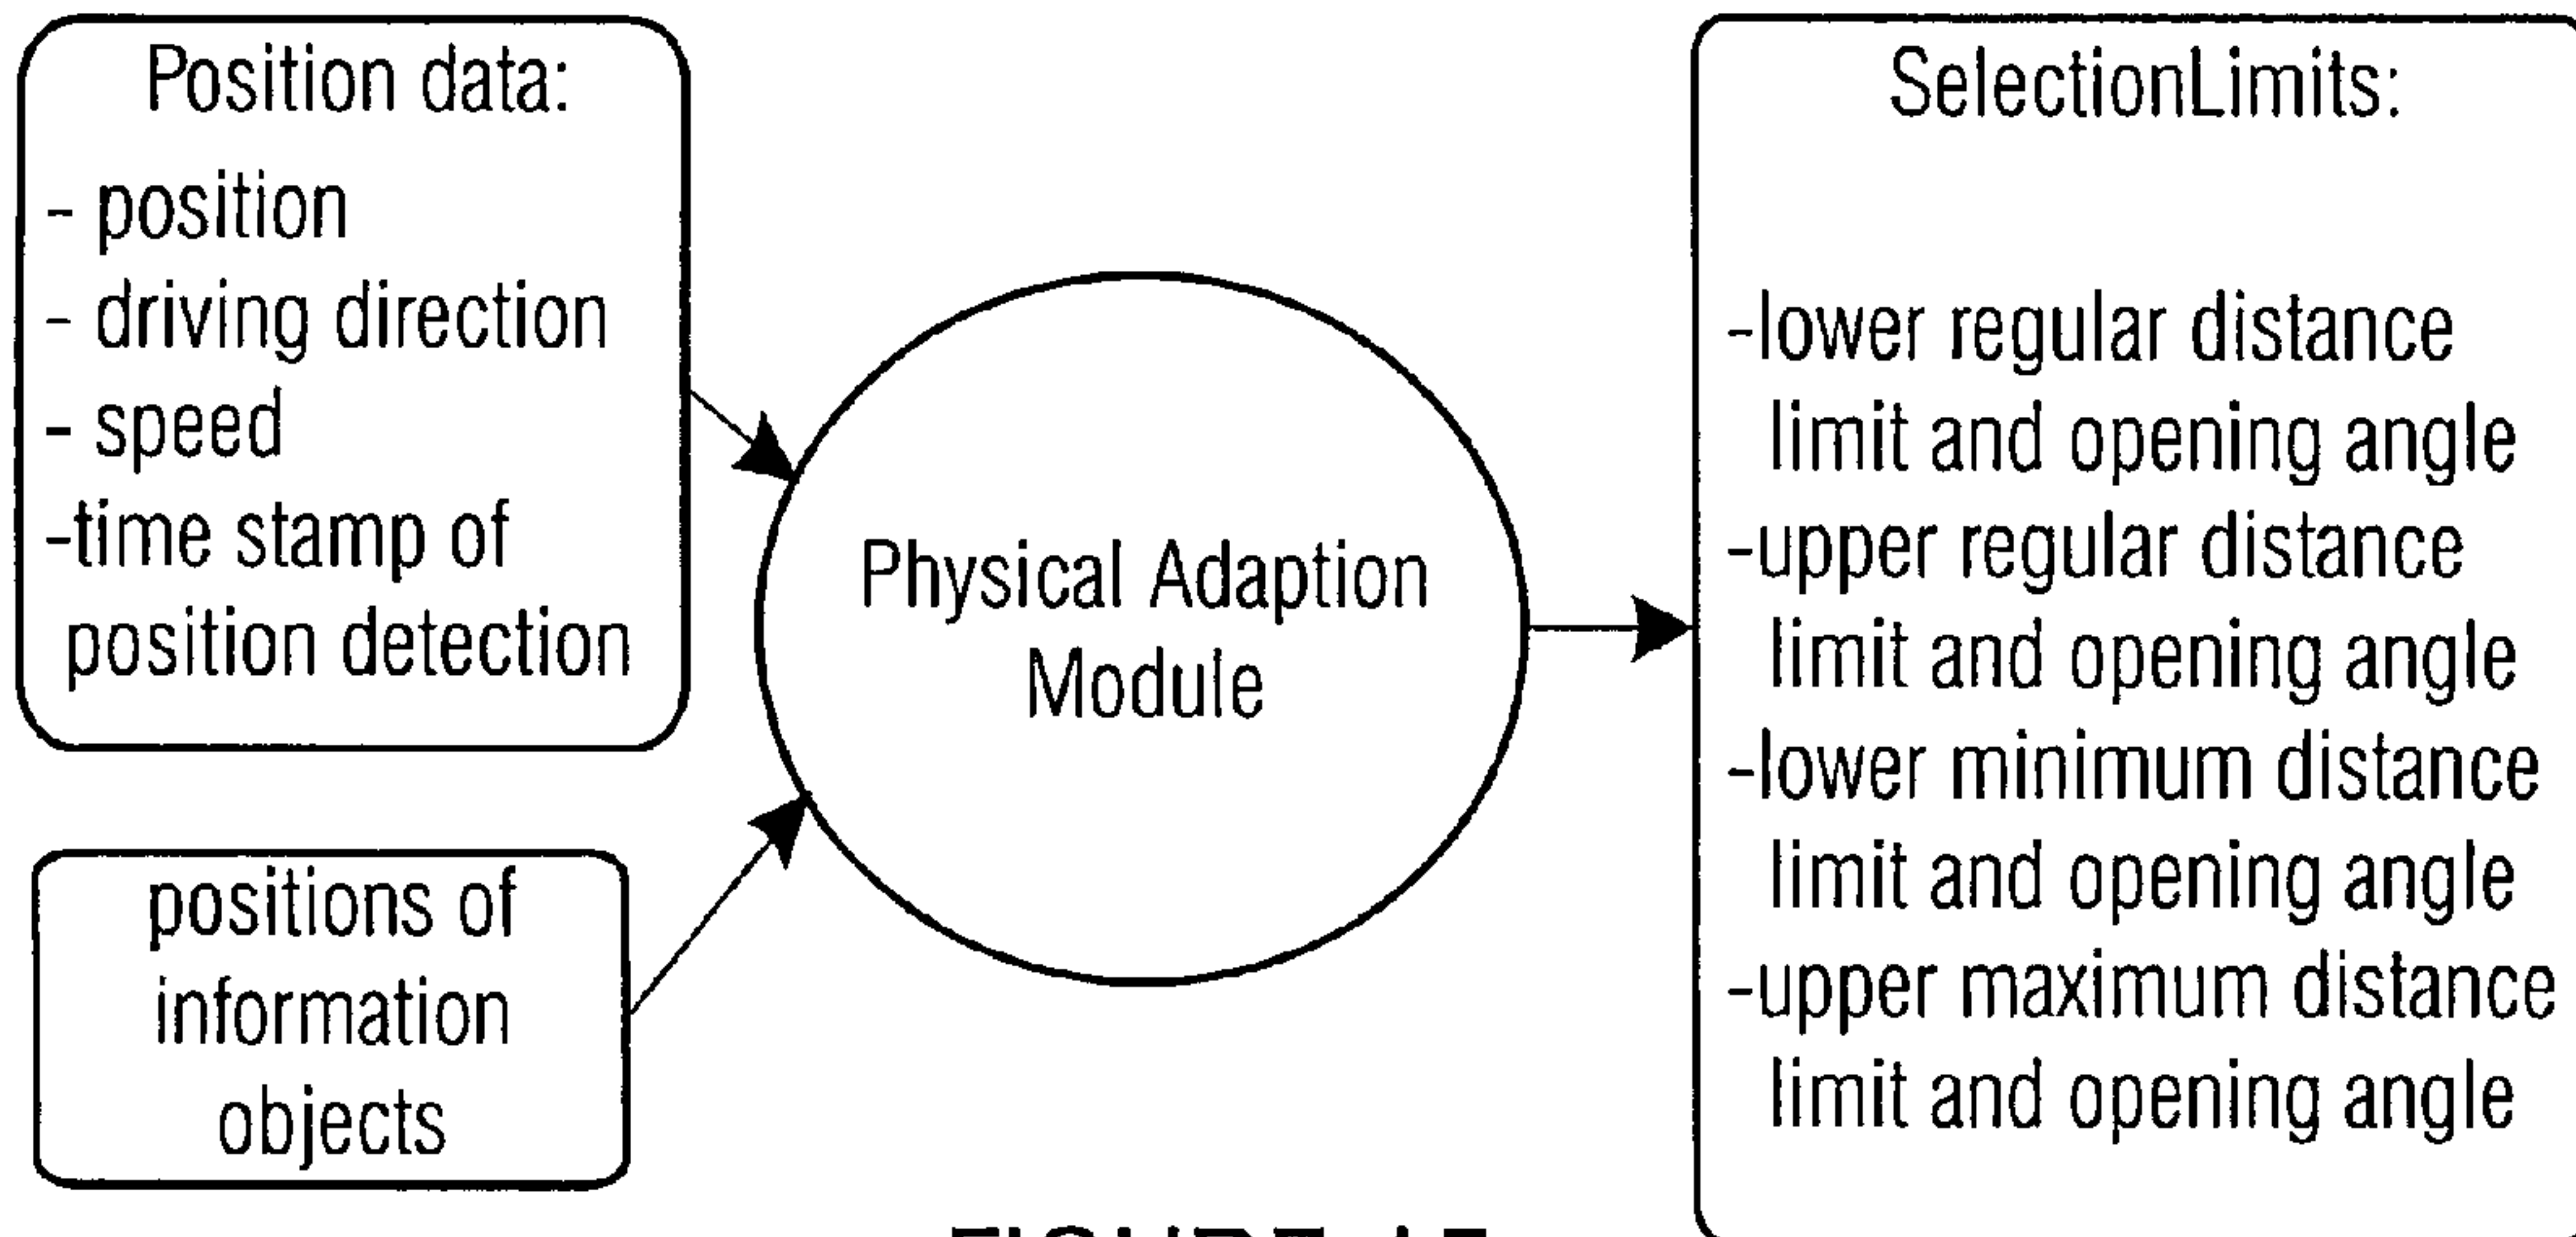 Position data:
- position
- driving direction
- speed
-time stamp of
position detection
positions of
information
objects
Physical Adaption
Module
SelectionLimits:
-lower regular distance
limit and opening angle
-upper regular distance
limit and opening angle
-lower minimum distance
limit and opening angle
-upper maximum distance
limit and opening angle